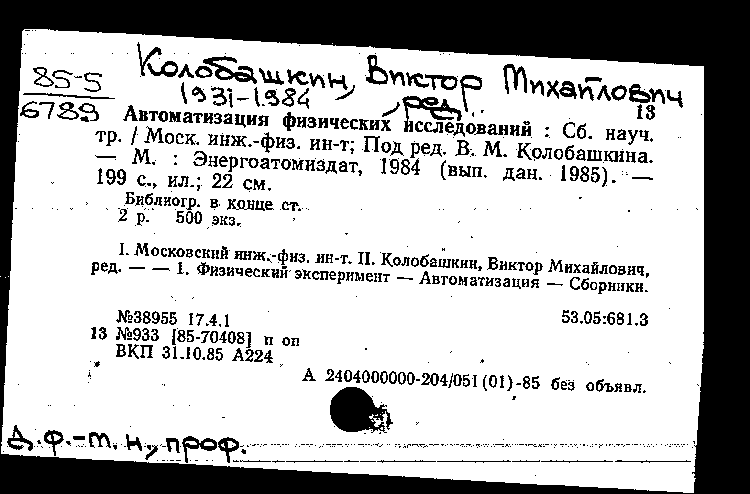 Колобашкин, Виктор Михайлович
85-5
1931-1984, ред.
6789
13
Автоматизация физических исследований : Сб. науч.
тр. / Моск. инж.-физ. ин-т; Под ред. В. М. Колобашкина.
— М. : Энергоатомиздат, 1984 (вып. дан. 1985). —
199 с., ил.; 22 см.
Библиогр. в конце ст.
2 р. 500 экз.
I. Московский инж.-физ. ин-т. II. Колобашкин, Виктор Михайлович,
ред. — — 1. Физический эксперимент — Автоматизация — Сборники.
№38955 17.4.1 53.05:681.3
13 №933 [85-70408] п оп
ВКП 31.10.85 А224
А 2404000000-204/051(01)-85 без объявл.
Д.ф.-м.н., проф.